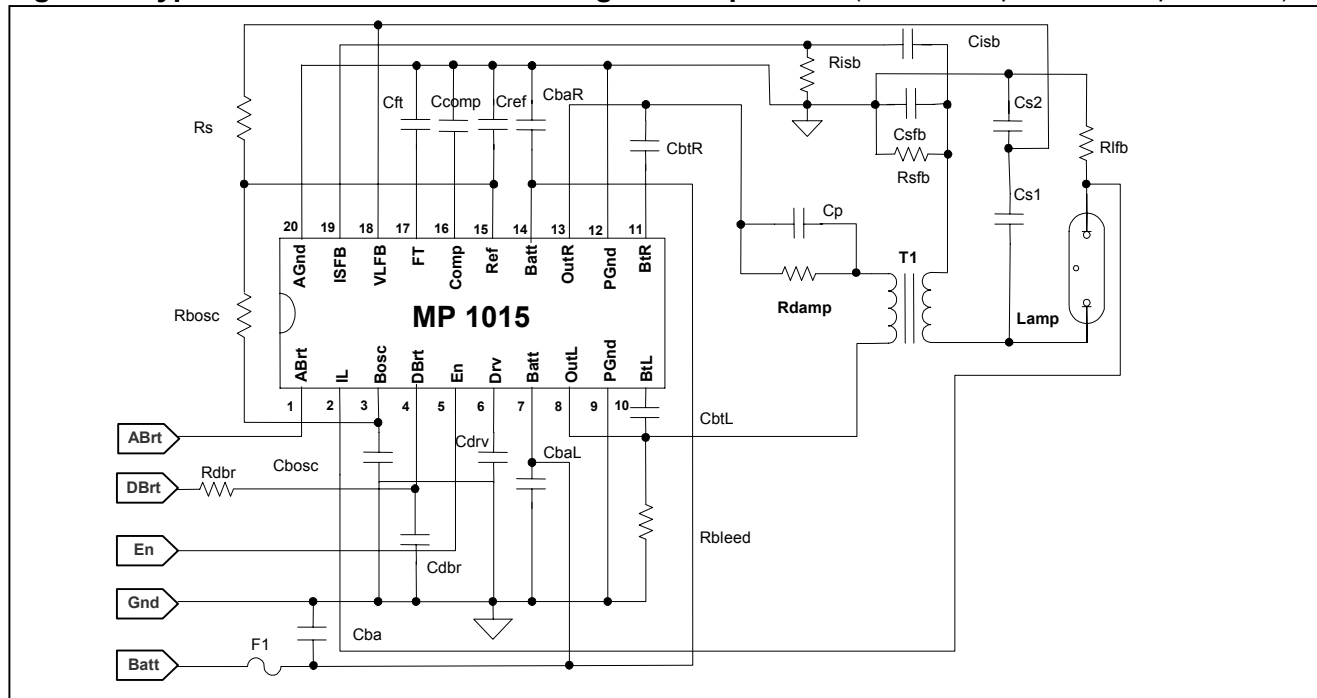 Cisb
Risb
Cft
Ccomp
Cref
CbaR
Cs2
Rs
Csfb
Rlfb
CbtR
Rsfb
Cs1
Cp
20 19 18 17 16 15 14 13 12 11
AGnd ISFB VLFB FT Comp Ref Batt OutR PGnd BtR
T1
Rdamp
Lamp
Rbosc
MP 1015
ABrt IL Bosc DBrt En Drv Batt OutL PGnd BtL
1 2 3 4 5 6 7 8 9 10
CbtL
ABrt
Cdrv
CbaL
Rdbr
Cbosc
DBrt
Rbleed
En
Cdbr
Gnd
Cba
F1
Batt